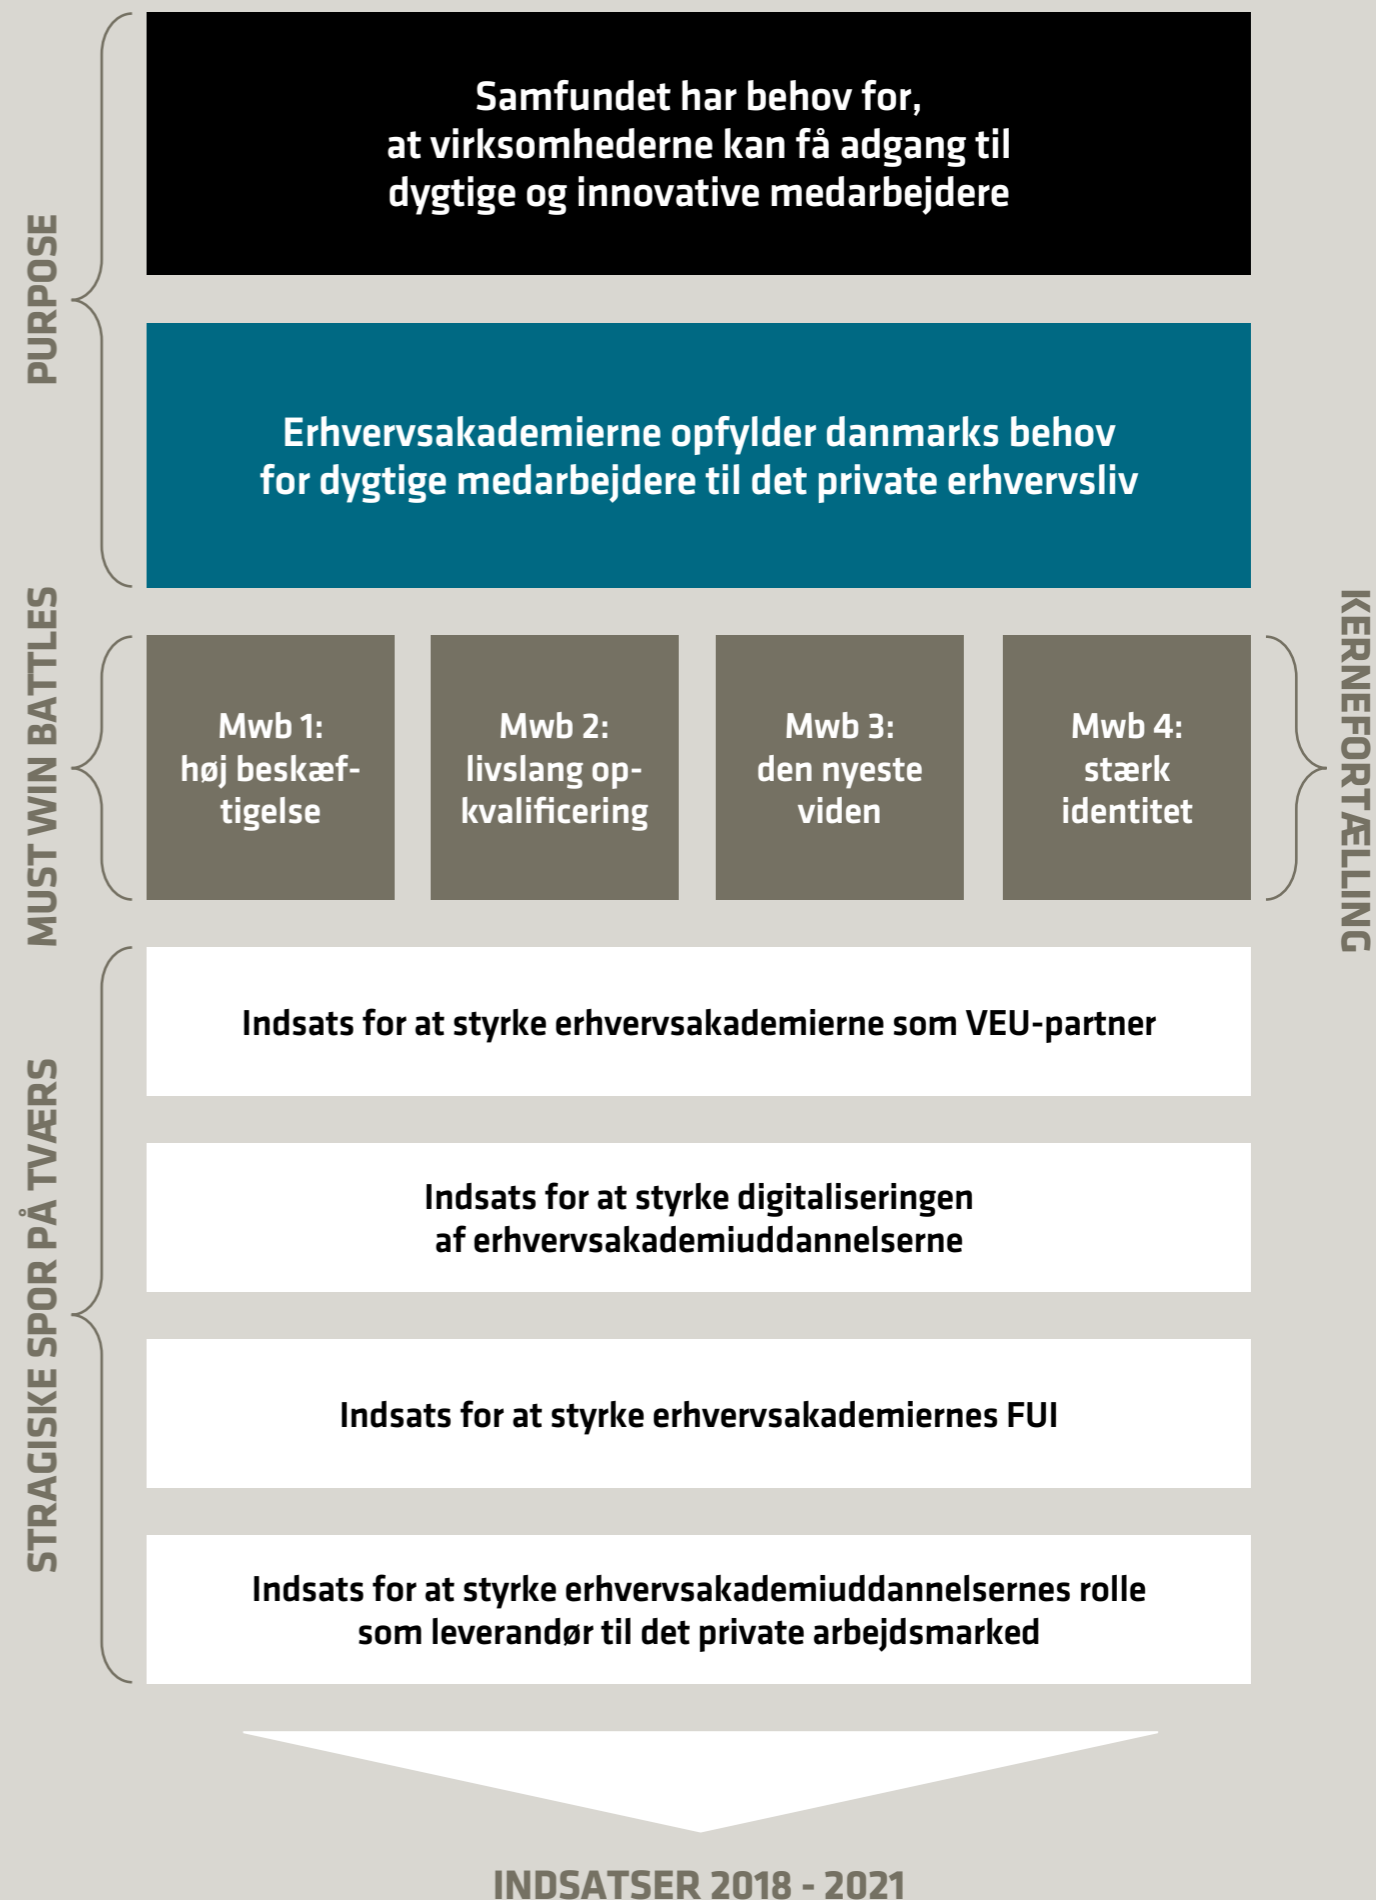 PURPOSE
Samfundet har behov for,
at virksomhederne kan få adgang til
dygtige og innovative medarbejdere
Erhvervsakademierne opfylder danmarks behov
for dygtige medarbejdere til det private erhvervsliv
MUST WIN BATTLES
Mwb 1:
høj beskæf-
tigelse
Mwb 2:
livslang op-
kvalificering
Mwb 3:
den nyeste
viden
Mwb 4:
stærk
identitet
KERNEFORTÆLLING
STRAGISKE SPOR PÅ TVÆRS
Indsats for at styrke erhvervsakademierne som VEU-partner
Indsats for at styrke digitaliseringen
af erhvervsakademiuddannelserne
Indsats for at styrke erhvervsakademiernes FUI
Indsats for at styrke erhvervsakademiuddannelsernes rolle
som leverandør til det private arbejdsmarked
INDSATSER 2018 - 2021